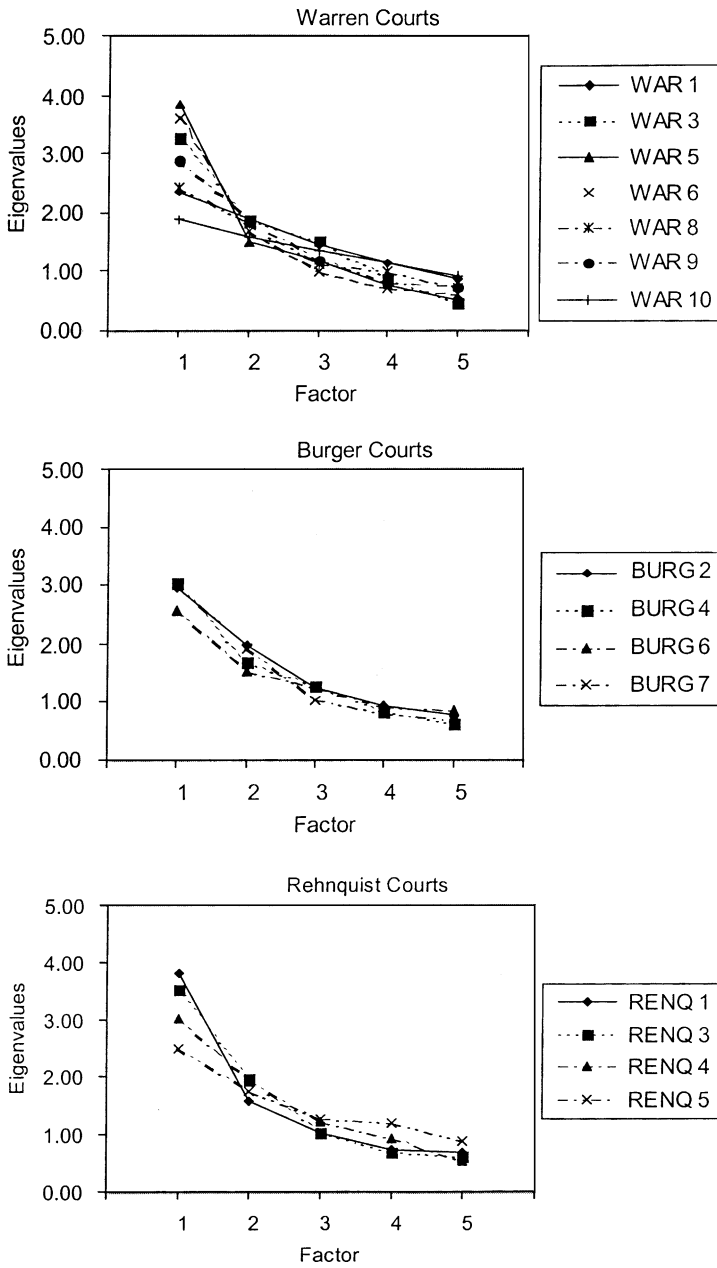 Warren Courts
5.00
4.00
3.00
2.00
1.00
0.00
Eigenvalues
1 2 3 4 5
Factor
WAR 1
WAR 3
WAR 5
WAR 6
WAR 8
WAR 9
WAR 10
Burger Courts
5.00
4.00
3.00
2.00
1.00
0.00
Eigenvalues
1 2 3 4 5
Factor
BURG 2
BURG 4
BURG 6
BURG 7
Rehnquist Courts
5.00
4.00
3.00
2.00
1.00
0.00
Eigenvalues
1 2 3 4 5
Factor
RENQ 1
RENQ 3
RENQ 4
RENQ 5